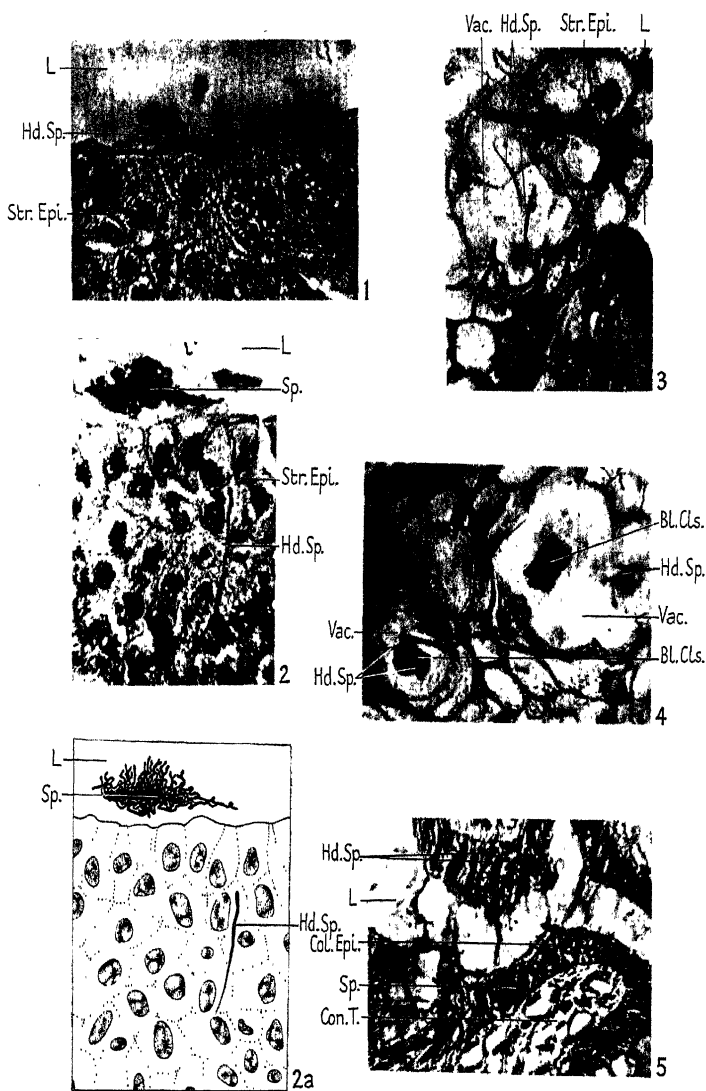 L
Hd.Sp.
Str. Epi.
1
Vac. Hd.Sp. Str.Epi. L
3
L
Sp.
Str.Epi.
Hd.Sp.
2
Bl.Cls.
Hd.Sp.
Vac.
Vac.
Bl.Cls.
Hd.Sp.
4
L
Sp.
Hd.Sp.
2a
Hd.Sp.
L
Col.Epi.
Sp.
Con.T.
5